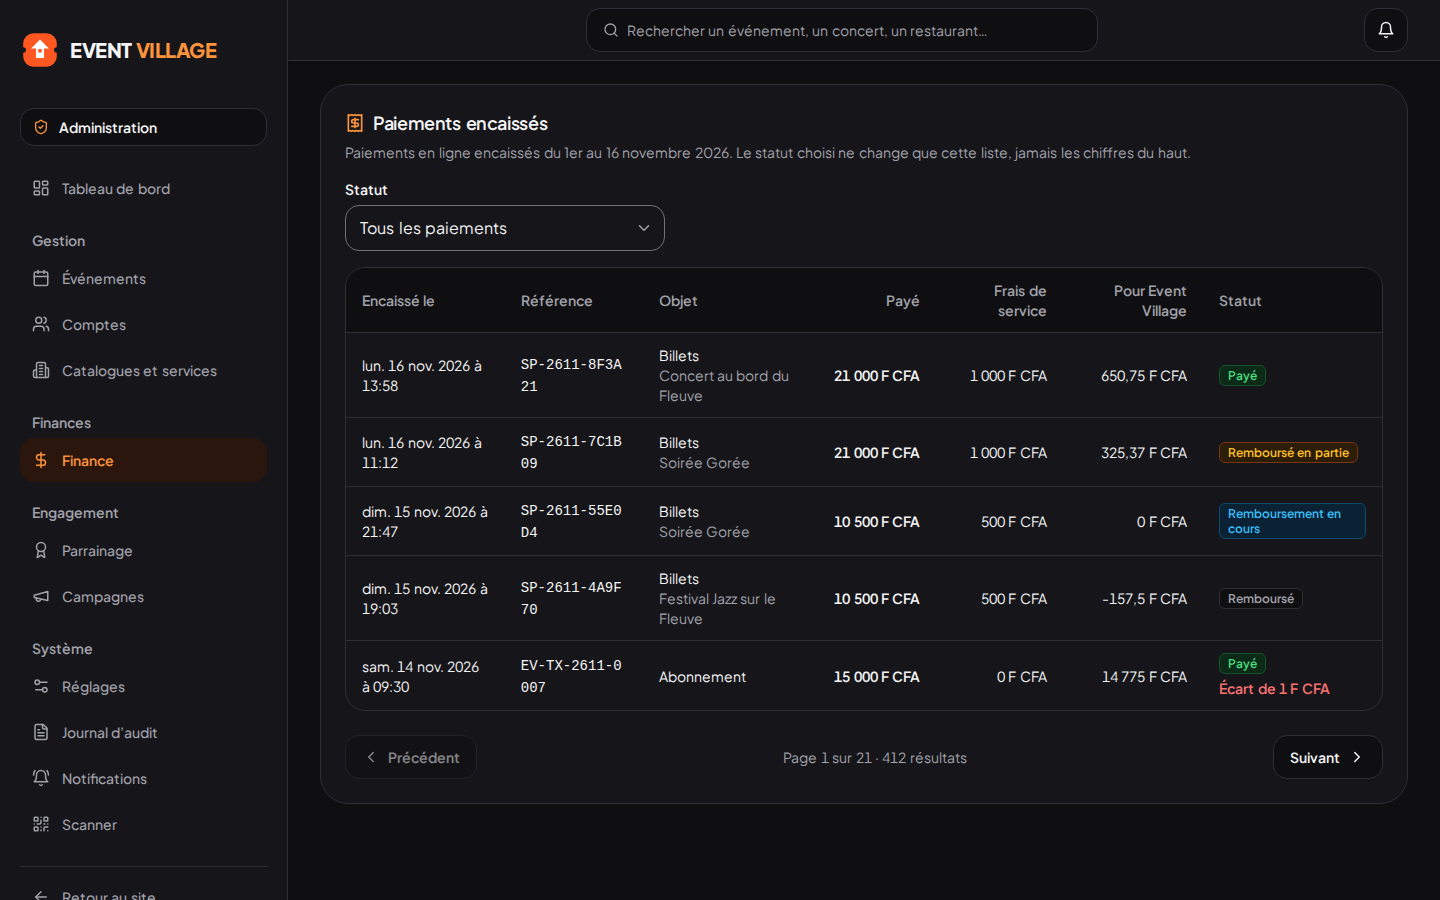 EVENT VILLAGE
Rechercher un événement, un concert, un restaurant...
Administration
Tableau de bord
Gestion
Événements
Comptes
Catalogues et services
Finances
Finance
Engagement
Parrainage
Campagnes
Système
Réglages
Journal d'audit
Notifications
Scanner
Retour au site
Paiements encaissés
Paiements en ligne encaissés du 1er au 16 novembre 2026. Le statut choisi ne change que cette liste, jamais les chiffres du haut.
Statut
Tous les paiements
Encaissé le
Référence
Objet
Payé
Frais de
service
Pour Event
Village
Statut
lun. 16 nov. 2026 à
13:58
SP-2611-8F3A
21
Billets
Concert au bord du
Fleuve
21 000 F CFA
1 000 F CFA
650,75 F CFA
Payé
lun. 16 nov. 2026 à
11:12
SP-2611-7C1B
09
Billets
Soirée Gorée
21 000 F CFA
1 000 F CFA
325,37 F CFA
Remboursé en partie
dim. 15 nov. 2026 à
21:47
SP-2611-55E0
D4
Billets
Soirée Gorée
10 500 F CFA
500 F CFA
0 F CFA
Remboursement en
cours
dim. 15 nov. 2026 à
19:03
SP-2611-4A9F
70
Billets
Festival Jazz sur le
Fleuve
10 500 F CFA
500 F CFA
-157,5 F CFA
Remboursé
sam. 14 nov. 2026
à 09:30
EV-TX-2611-0
007
Abonnement
15 000 F CFA
0 F CFA
14 775 F CFA
Payé
Écart de 1 F CFA
Précédent
Page 1 sur 21 · 412 résultats
Suivant